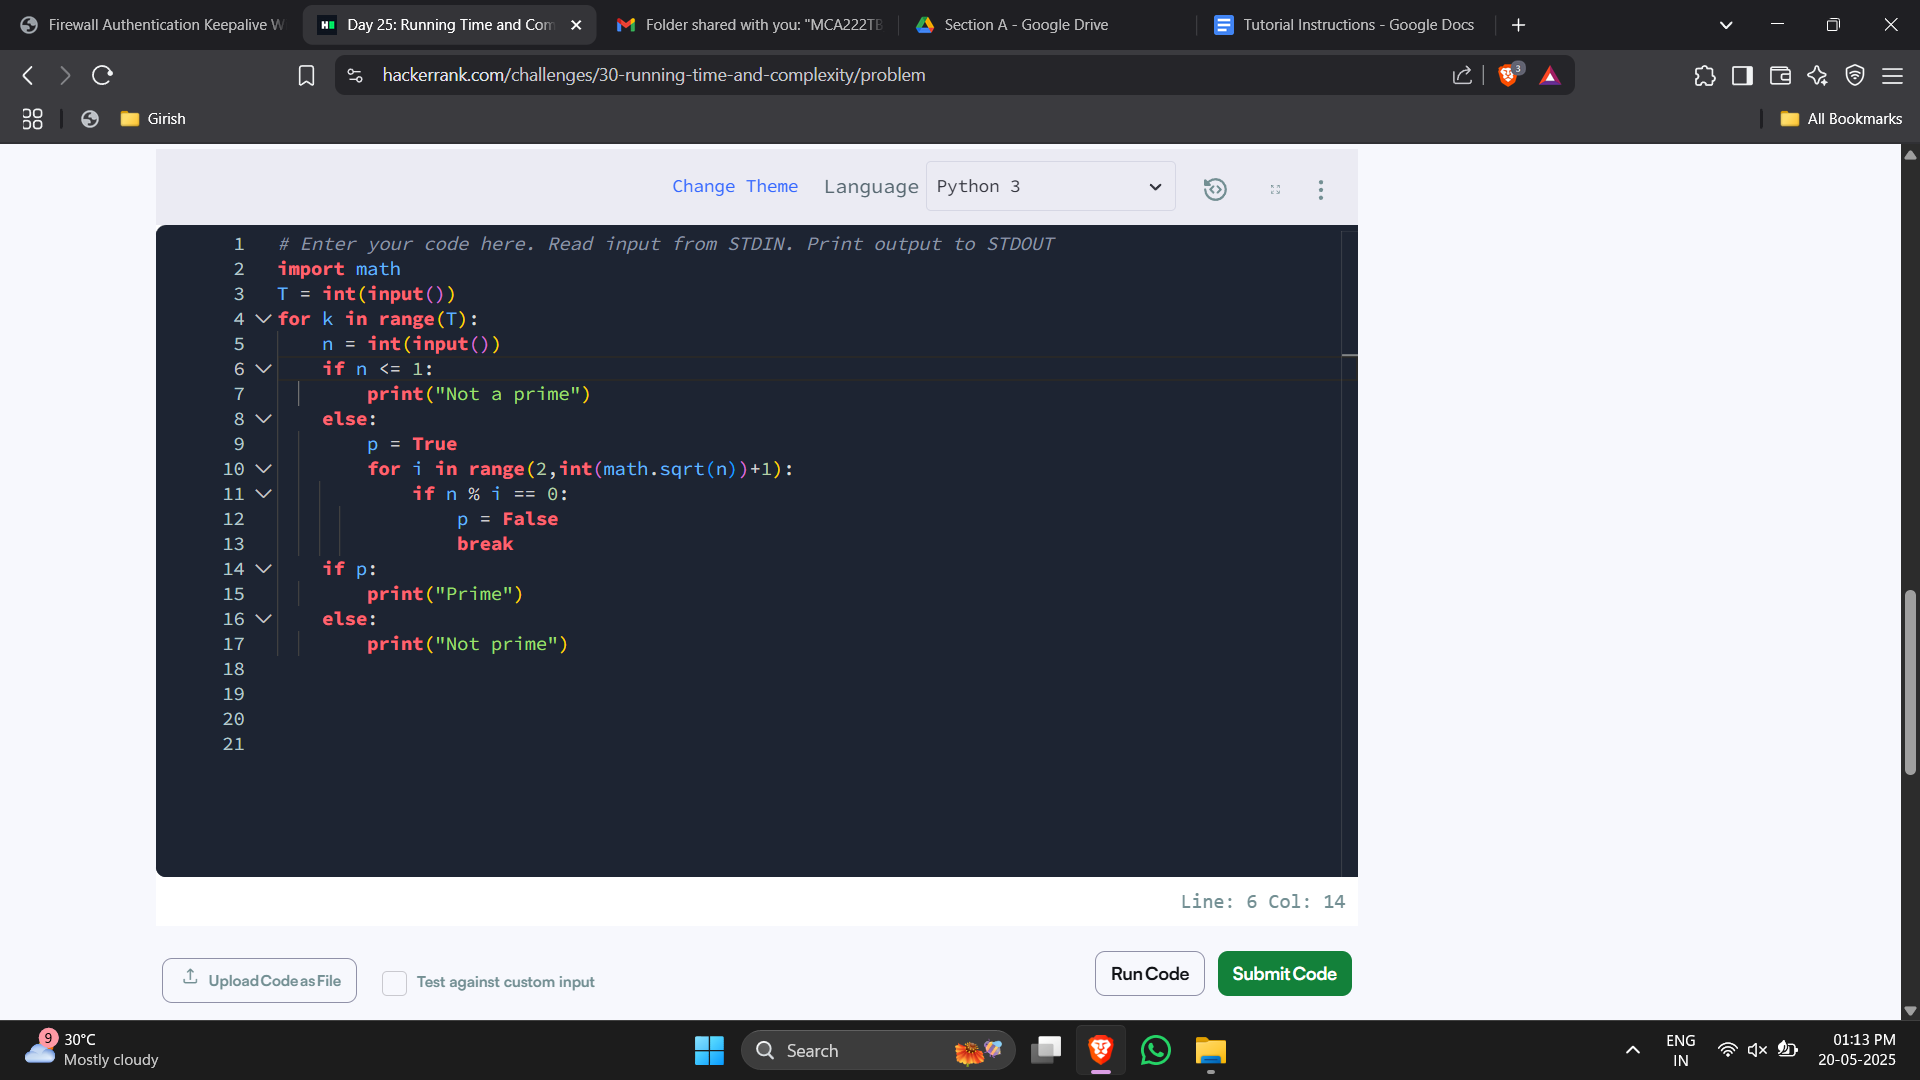 Firewall Authentication Keepalive W
Day 25: Running Time and Com
Folder shared with you: "MCA222TB
Section A - Google Drive
Tutorial Instructions - Google Docs
hackerrank.com/challenges/30-running-time-and-complexity/problem
3
Girish
All Bookmarks
Change Theme
Language
Python 3
1 # Enter your code here. Read input from STDIN. Print output to STDOUT
2 import math
3 T = int(input())
4 for k in range(T):
5     n = int(input())
6     if n <= 1:
7         print("Not a prime")
8     else:
9         p = True
10         for i in range(2,int(math.sqrt(n))+1):
11             if n % i == 0:
12                 p = False
13                 break
14     if p:
15         print("Prime")
16     else:
17         print("Not prime")
18
19
20
21
Line: 6 Col: 14
Upload Code as File
Test against custom input
Run Code
Submit Code
9
30°C
Mostly cloudy
Search
ENG
IN
01:13 PM
20-05-2025